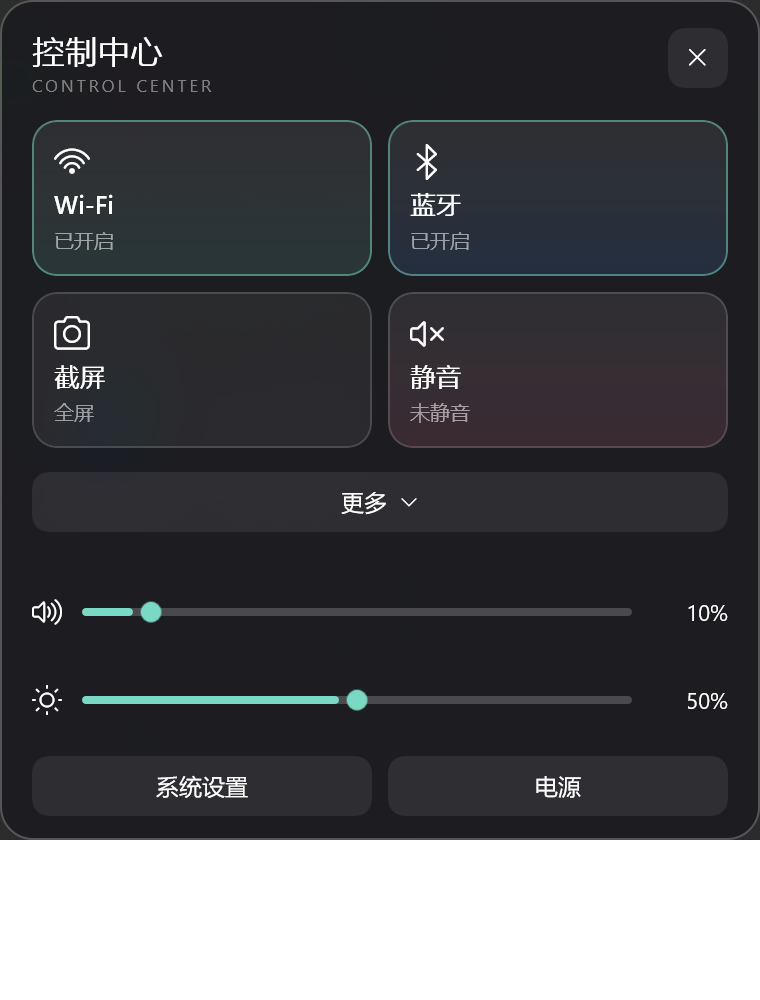 控制中心
CONTROL CENTER
Wi-Fi
已开启
蓝牙
已开启
截屏
全屏
静音
未静音
更多
10%
50%
系统设置
电源